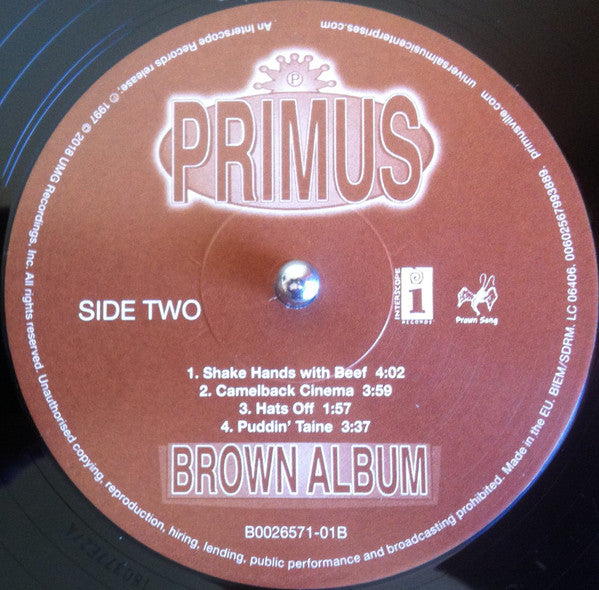 P
PRIMUS
SIDE TWO
INTERSCOPE
RECORDS
i
Prawn Song
1. Shake Hands with Beef 4:02
2. Camelback Cinema 3:59
3. Hats Off 1:57
4. Puddin' Taine 3:37
BROWN ALBUM
B0026571-01B
An Interscope Records release; ℗ 1997 © 2018 UMG Recordings, Inc. All rights reserved. Unauthorised copying, reproduction, hiring, lending, public performance and broadcasting prohibited. Made in the EU. BIEM/SDRM. LC 06406. 00602567993889. primusville.com universalmusicenterprises.com.